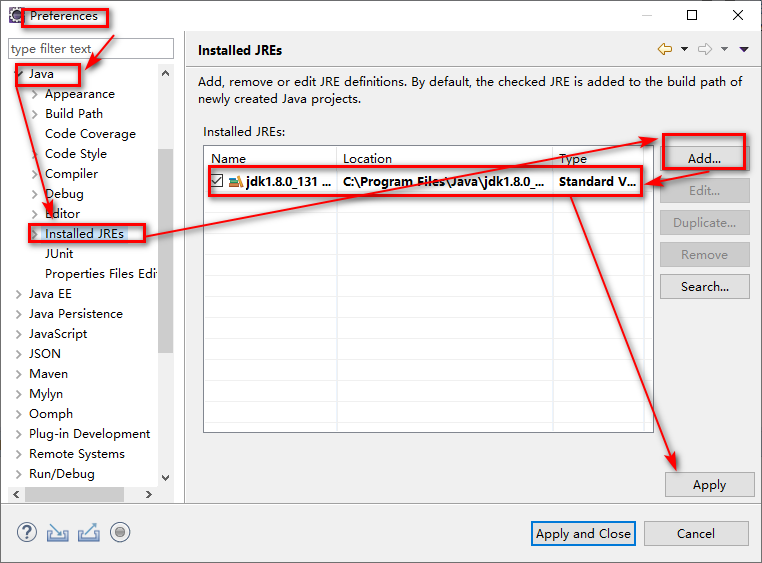 Preferences
type filter text
Java
Appearance
Build Path
Code Coverage
Code Style
Compiler
Debug
Editor
Installed JREs
JUnit
Properties Files Edi
Java EE
Java Persistence
JavaScript
JSON
Maven
Mylyn
Oomph
Plug-in Development
Remote Systems
Run/Debug
Installed JREs
Add, remove or edit JRE definitions. By default, the checked JRE is added to the build path of
newly created Java projects.
Installed JREs:
Name Location Type
jdk1.8.0_131 ... C:\Program Files\Java\jdk1.8.0_... Standard V...
Add...
Edit...
Duplicate...
Remove
Search...
Apply
Apply and Close
Cancel